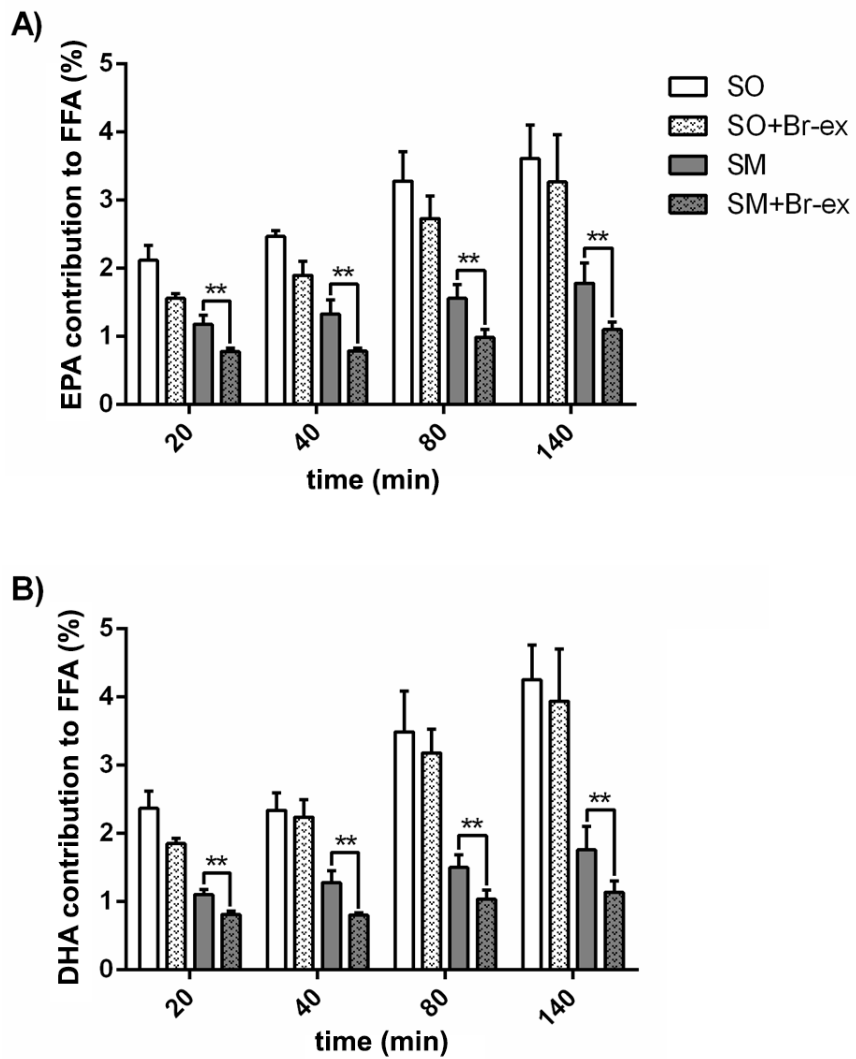 A)
EPA contribution to FFA (%)
5
4
3
2
1
0
** ** ** **
20 40 80 140
time (min)
SO
SO+Br-ex
SM
SM+Br-ex
B)
DHA contribution to FFA (%)
5
4
3
2
1
0
** ** ** **
20 40 80 140
time (min)